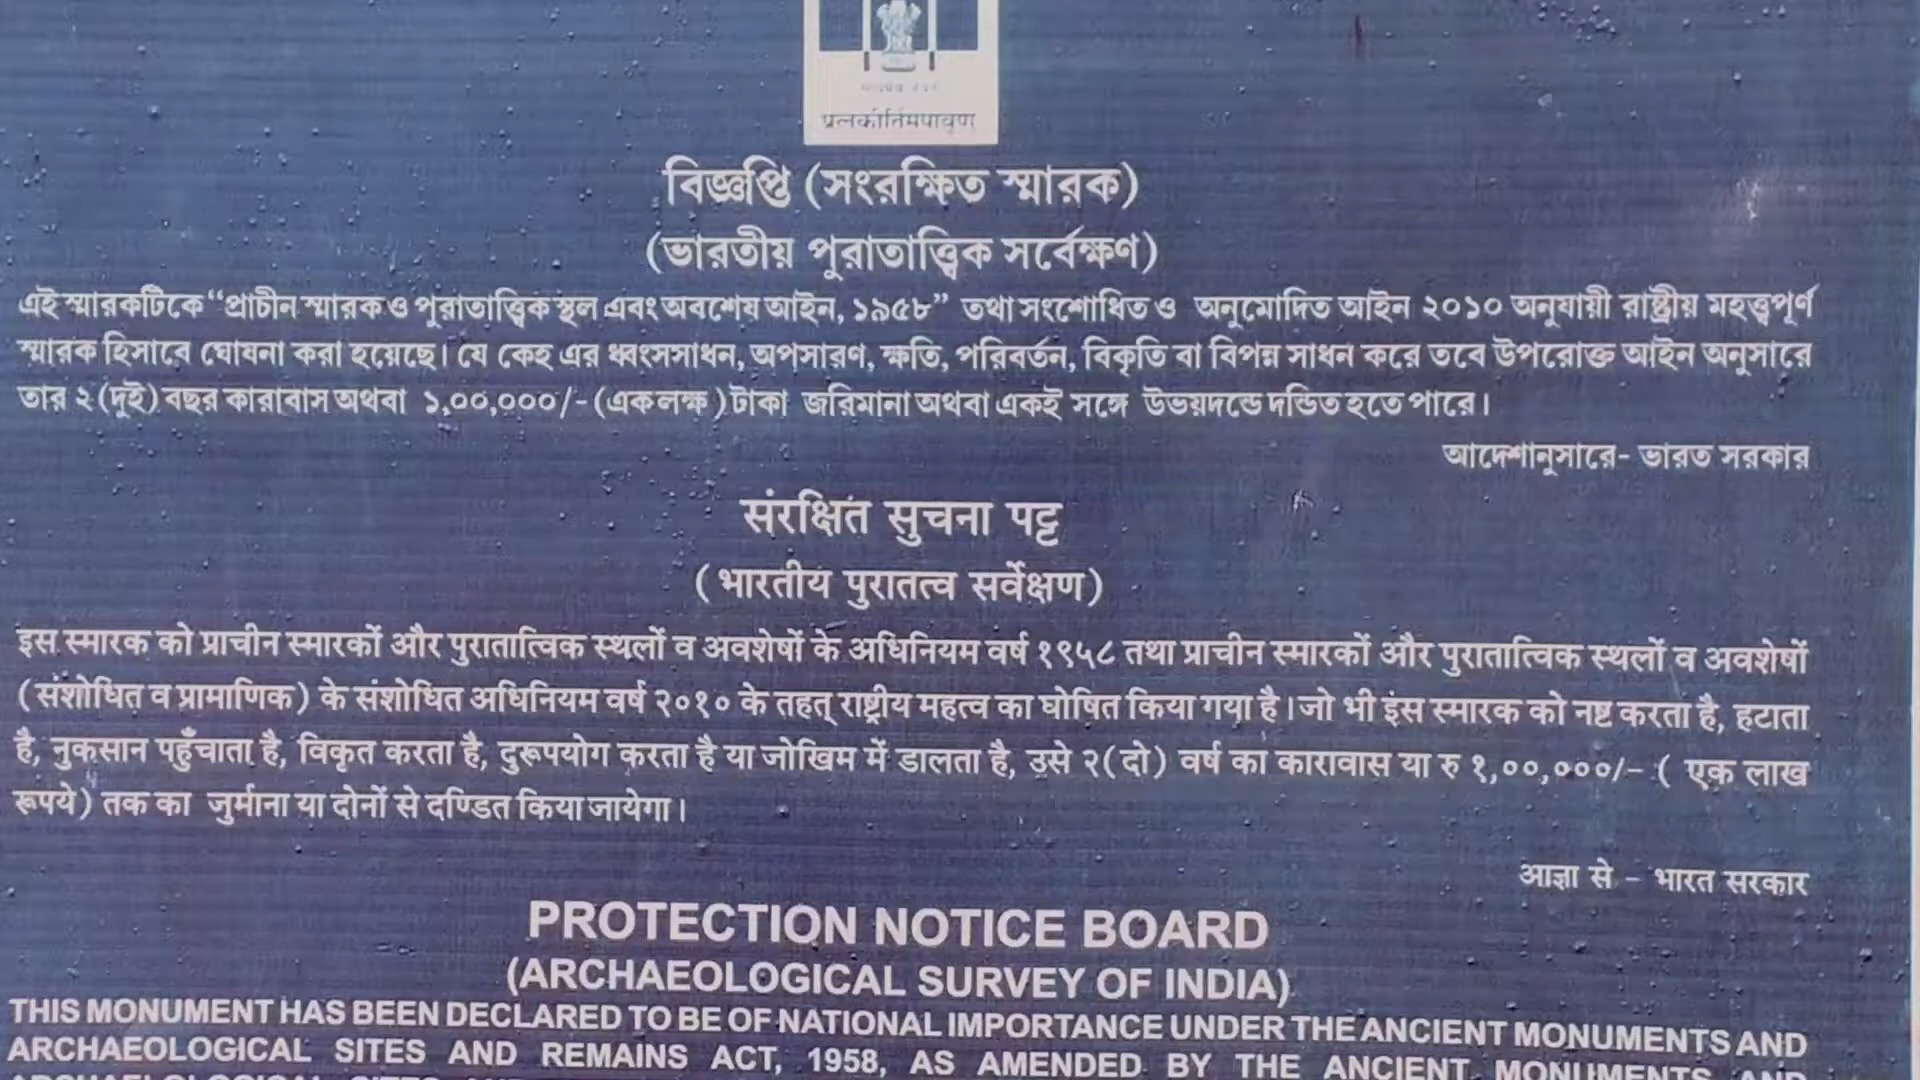 प्रत्नकीर्तिमपावृणु
বিজ্ঞপ্তি (সংরক্ষিত স্মারক)
(ভারতীয় পুরাতাত্ত্বিক সর্বেক্ষণ)
এই স্মারকটিকে “প্রাচীন স্মারক ও পুরাতাত্ত্বিক স্থল এবং অবশেষ আইন, ১৯৫৮” তথা সংশোধিত ও অনুমোদিত আইন ২০১০ অনুযায়ী রাষ্ট্রীয় মহত্ত্বপূর্ণ
স্মারক হিসাবে ঘোষনা করা হয়েছে। যে কেহ এর ধ্বংসসাধন, অপসারণ, ক্ষতি, পরিবর্তন, বিকৃতি বা বিপন্ন সাধন করে তবে উপরোক্ত আইন অনুসারে
তার ২ (দুই) বছর কারাবাস অথবা ১,০০,০০০/- (একলক্ষ) টাকা জরিমানা অথবা একই সঙ্গে উভয়দন্ডে দন্ডিত হতে পারে।
আদেশানুসারে- ভারত সরকার
संरक्षित सुचना पट्ट
(भारतीय पुरातत्व सर्वेक्षण)
इस स्मारक को प्राचीन स्मारकों और पुरातात्विक स्थलों व अवशेषों के अधिनियम वर्ष १९५८ तथा प्राचीन स्मारकों और पुरातात्विक स्थलों व अवशेषों
(संशोधित व प्रामाणिक) के संशोधित अधिनियम वर्ष २०१० के तहत् राष्ट्रीय महत्व का घोषित किया गया है। जो भी इस स्मारक को नष्ट करता है, हटाता
है, नुकसान पहुँचाता है, विकृत करता है, दुरूपयोग करता है या जोखिम में डालता है, उसे २(दो) वर्ष का कारावास या रु १,००,०००/- ( एक लाख
रूपये) तक का जुर्माना या दोनों से दण्डित किया जायेगा।
आज्ञा से - भारत सरकार
PROTECTION NOTICE BOARD
(ARCHAEOLOGICAL SURVEY OF INDIA)
THIS MONUMENT HAS BEEN DECLARED TO BE OF NATIONAL IMPORTANCE UNDER THE ANCIENT MONUMENTS AND
ARCHAEOLOGICAL SITES AND REMAINS ACT, 1958, AS AMENDED BY THE ANCIENT MONUMENTS AND